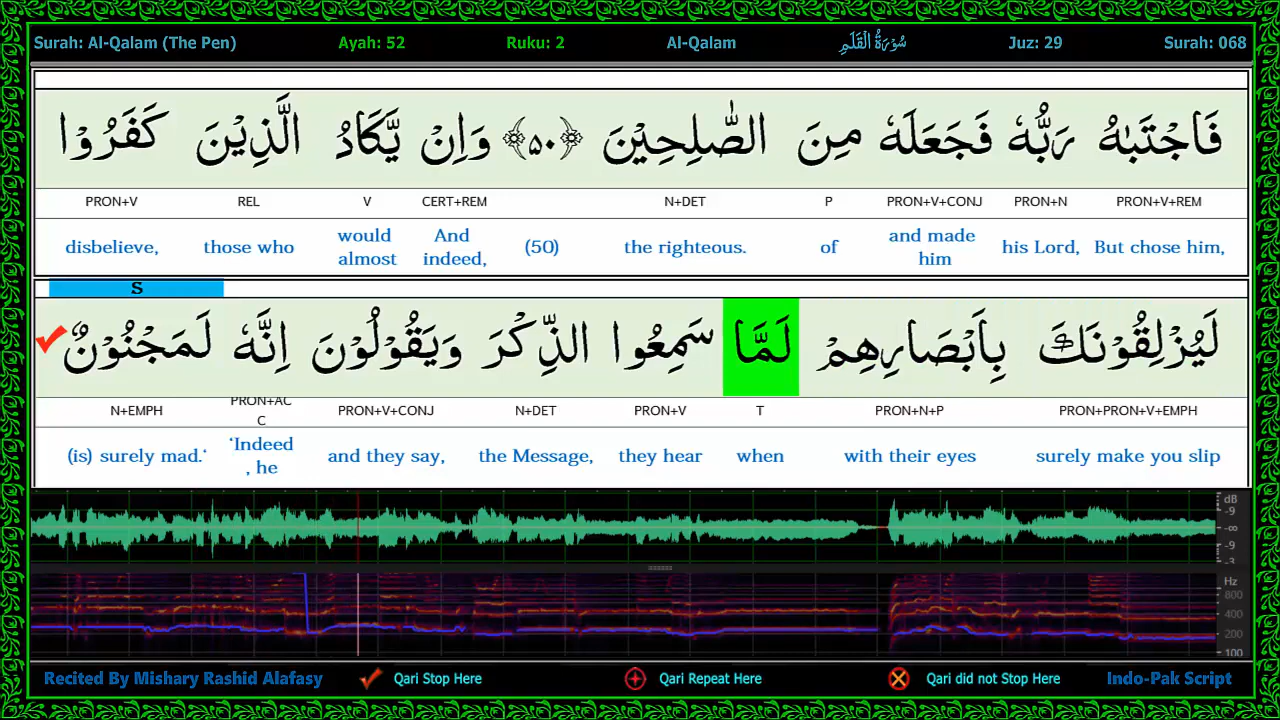 Surah: Al-Qalam (The Pen) Ayah: 52 Ruku: 2 Al-Qalam سُوْرَةُ الْقَلَمِ Juz: 29 Surah: 068
فَاجْتَبٰىهُ رَبُّهٗ فَجَعَلَهٗ مِنَ الصّٰلِحِيْنَ ﴿۵۰﴾ وَاِنْ يَّكَادُ الَّذِيْنَ كَفَرُوْا
PRON+V REL V CERT+REM N+DET P PRON+V+CONJ PRON+N PRON+V+REM
disbelieve, those who would almost And indeed, (50) the righteous. of and made him his Lord, But chose him,
S
لَيُزْلِقُوْنَكَ بِاَبْصَارِهِمْ لَمَّا سَمِعُوا الذِّكْرَ وَيَقُوْلُوْنَ اِنَّهٗ لَمَجْنُوْنٌ
N+EMPH PRON+ACC PRON+V+CONJ N+DET PRON+V T PRON+N+P PRON+PRON+V+EMPH
(is) surely mad.‘ ‘Indeed, he and they say, the Message, they hear when with their eyes surely make you slip
dB
-9
-∞
-9
-3
Hz
800
400
200
100
Recited By Mishary Rashid Alafasy Qari Stop Here Qari Repeat Here Qari did not Stop Here Indo-Pak Script